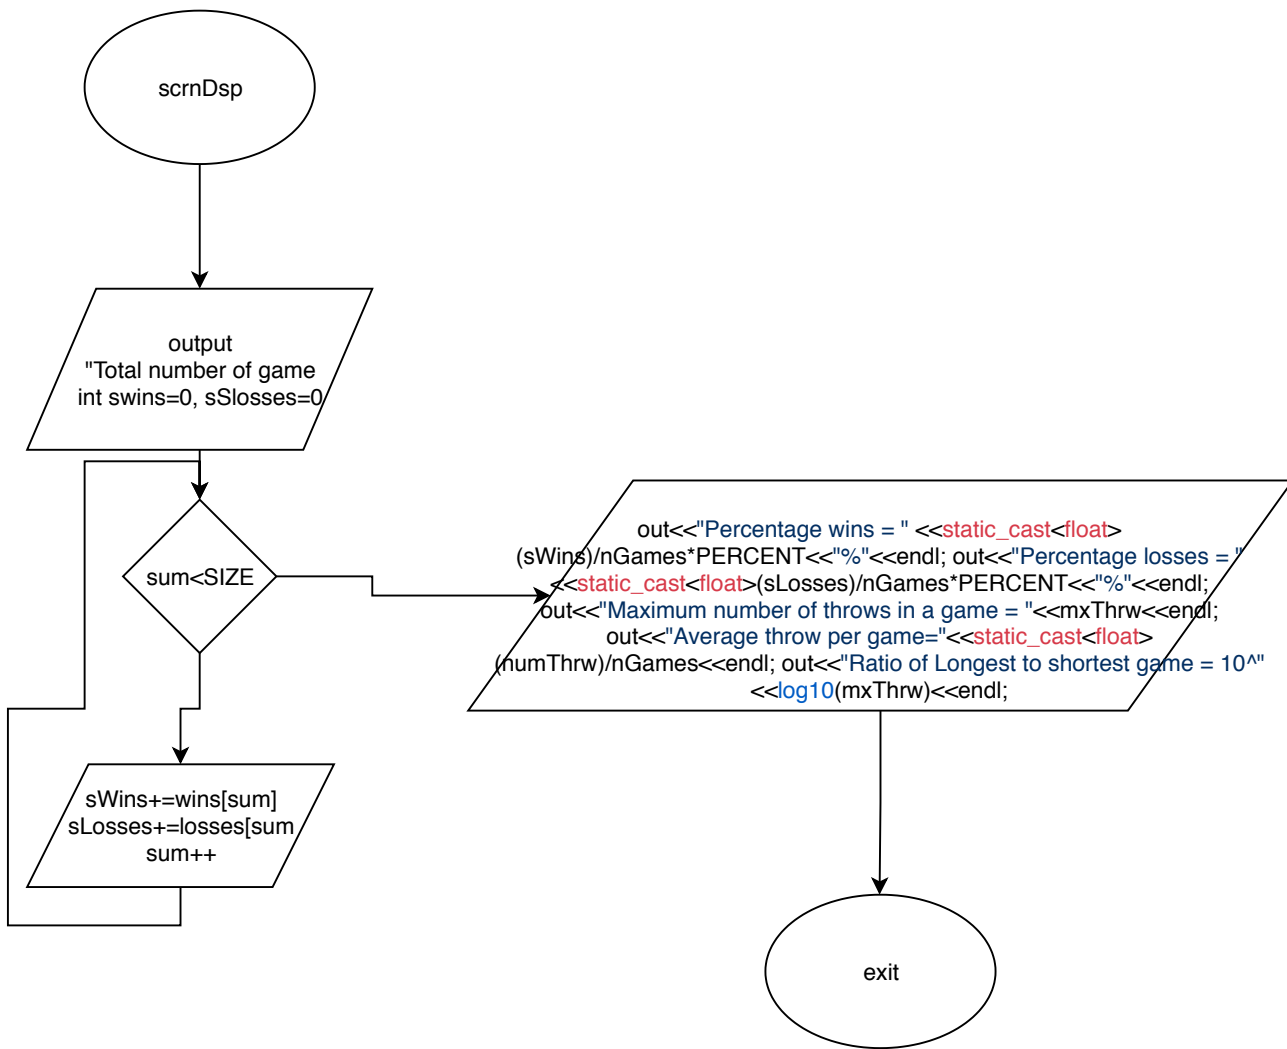 scrnDsp
output
"Total number of game
int swins=0, sSlosses=0
sum<SIZE
sWins+=wins[sum]
sLosses+=losses[sum
sum++
out<<"Percentage wins = " <<static_cast<float>
(sWins)/nGames*PERCENT<<"%"<<endl; out<<"Percentage losses = "
<<static_cast<float>(sLosses)/nGames*PERCENT<<"%"<<endl;
out<<"Maximum number of throws in a game = "<<mxThrw<<endl;
out<<"Average throw per game="<<static_cast<float>
(numThrw)/nGames<<endl; out<<"Ratio of Longest to shortest game = 10^"
<<log10(mxThrw)<<endl;
exit